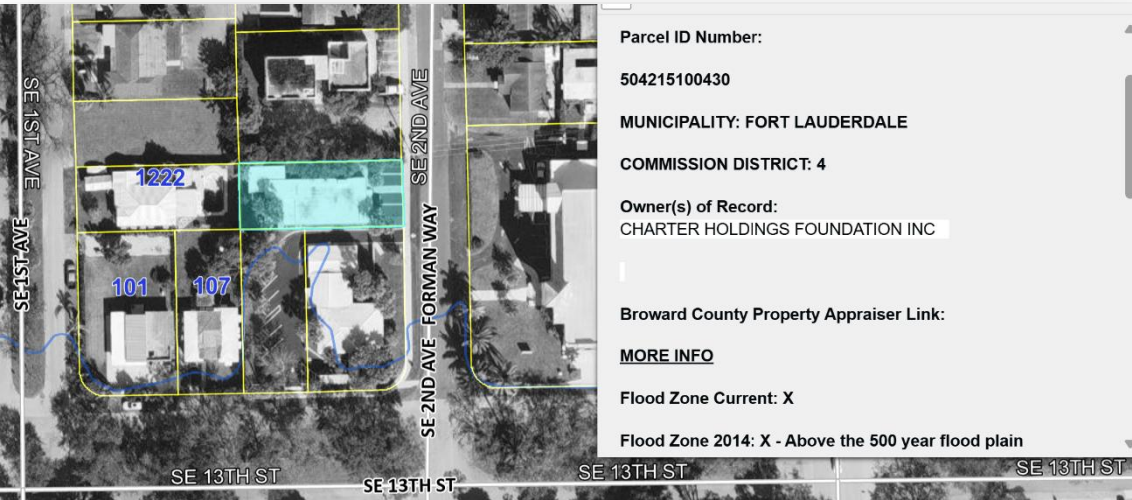 Parcel ID Number:
504215100430
MUNICIPALITY: FORT LAUDERDALE
COMMISSION DISTRICT: 4
Owner(s) of Record:
CHARTER HOLDINGS FOUNDATION INC
Broward County Property Appraiser Link:
MORE INFO
Flood Zone Current: X
Flood Zone 2014: X - Above the 500 year flood plain
SE 1ST AVE
SE 2ND AVE
1222
SE 1ST AVE
101
107
SE 2ND AVE FORMAN WAY
SE 13TH ST
SE 13TH ST
SE 13TH ST
SE 13TH ST